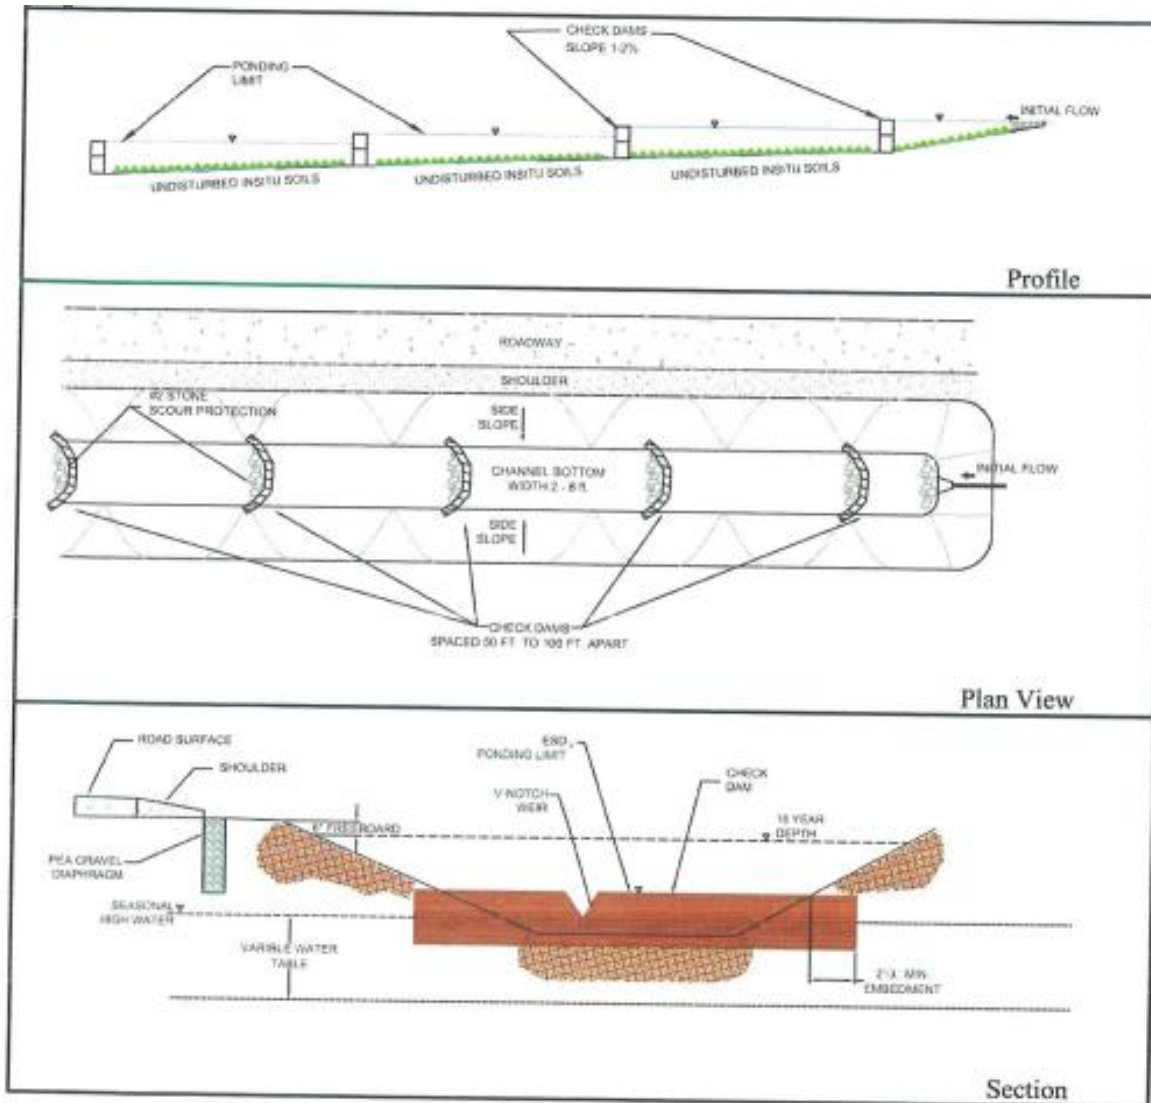 CHECK DAMS
SLOPE 1-2%
PONDING
LIMIT
INITIAL FLOW
UNDISTURBED INSITU SOILS
UNDISTURBED INSITU SOILS
UNDISTURBED INSITU SOILS
Profile
ROADWAY
SHOULDER
#2 STONE
SCOUR PROTECTION
SIDE
SLOPE
CHANNEL BOTTOM
WIDTH 2 - 8 ft.
INITIAL FLOW
SIDE
SLOPE
CHECK DAMS
SPACED 50 FT. TO 100 FT. APART
Plan View
ROAD SURFACE
SHOULDER
ESD
PONDING LIMIT
CHECK
DAM
V-NOTCH
WEIR
10 YEAR
DEPTH
6" FREEBOARD
PEA GRAVEL
DIAPHRAGM
SEASONAL
HIGH WATER
VARIBLE WATER
TABLE
MIN.
EMBEDMENT
Section